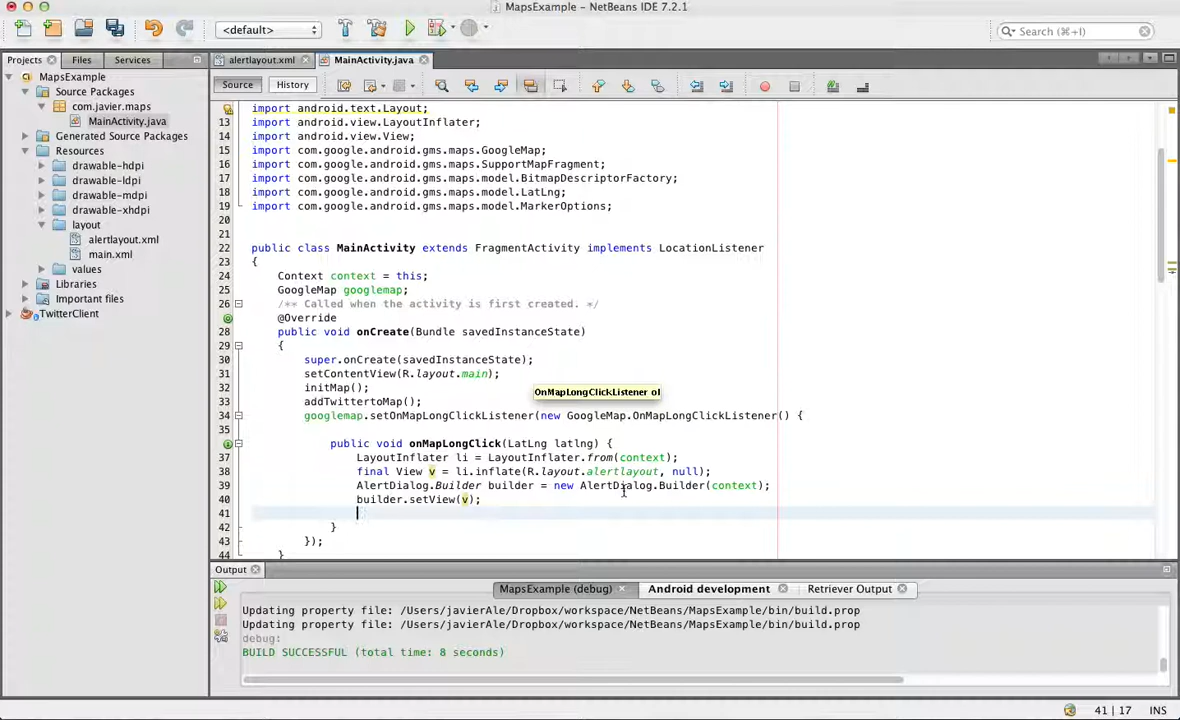 MapsExample – NetBeans IDE 7.2.1
<default>
Search (⌘+I)
Projects
Files
Services
alertlayout.xml
MainActivity.java
MapsExample
Source Packages
com.javier.maps
MainActivity.java
Generated Source Packages
Resources
drawable-hdpi
drawable-ldpi
drawable-mdpi
drawable-xhdpi
layout
alertlayout.xml
main.xml
values
Libraries
Important files
TwitterClient
Source
History
import android.text.Layout;
13 import android.view.LayoutInflater;
14 import android.view.View;
15 import com.google.android.gms.maps.GoogleMap;
16 import com.google.android.gms.maps.SupportMapFragment;
17 import com.google.android.gms.maps.model.BitmapDescriptorFactory;
18 import com.google.android.gms.maps.model.LatLng;
19 import com.google.android.gms.maps.model.MarkerOptions;
20
21
22 public class MainActivity extends FragmentActivity implements LocationListener
23 {
24 Context context = this;
25 GoogleMap googlemap;
26 /** Called when the activity is first created. */
@Override
28 public void onCreate(Bundle savedInstanceState)
29 {
30 super.onCreate(savedInstanceState);
31 setContentView(R.layout.main);
32 initMap();
33 addTwittertoMap();
34 googlemap.setOnMapLongClickListener(new GoogleMap.OnMapLongClickListener() {
35
public void onMapLongClick(LatLng latlng) {
37 LayoutInflater li = LayoutInflater.from(context);
38 final View v = li.inflate(R.layout.alertlayout, null);
39 AlertDialog.Builder builder = new AlertDialog.Builder(context);
40 builder.setView(v);
41
42 }
43 });
44 }
OnMapLongClickListener ol
Output
MapsExample (debug)
Android development
Retriever Output
Updating property file: /Users/javierAle/Dropbox/workspace/NetBeans/MapsExample/bin/build.prop
Updating property file: /Users/javierAle/Dropbox/workspace/NetBeans/MapsExample/bin/build.prop
debug:
BUILD SUCCESSFUL (total time: 8 seconds)
41 | 17
INS